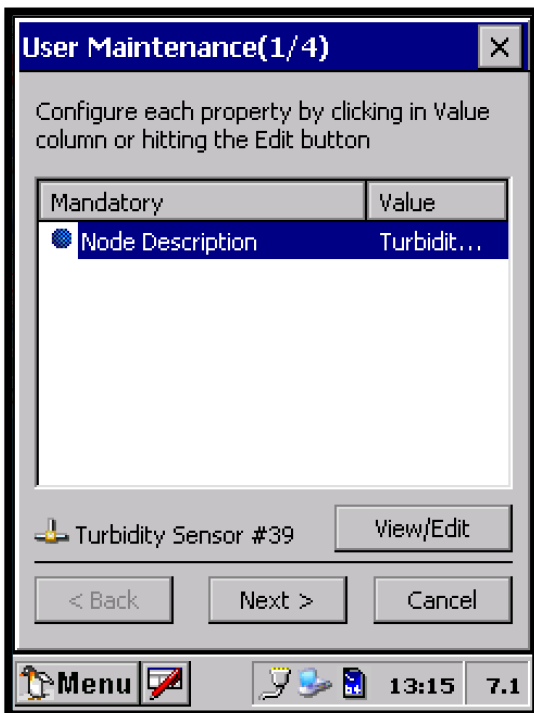 User Maintenance(1/4)
Configure each property by clicking in Value
column or hitting the Edit button
Mandatory Value
Node Description Turbidit...
Turbidity Sensor #39 View/Edit
< Back Next > Cancel
Menu 13:15 7.1